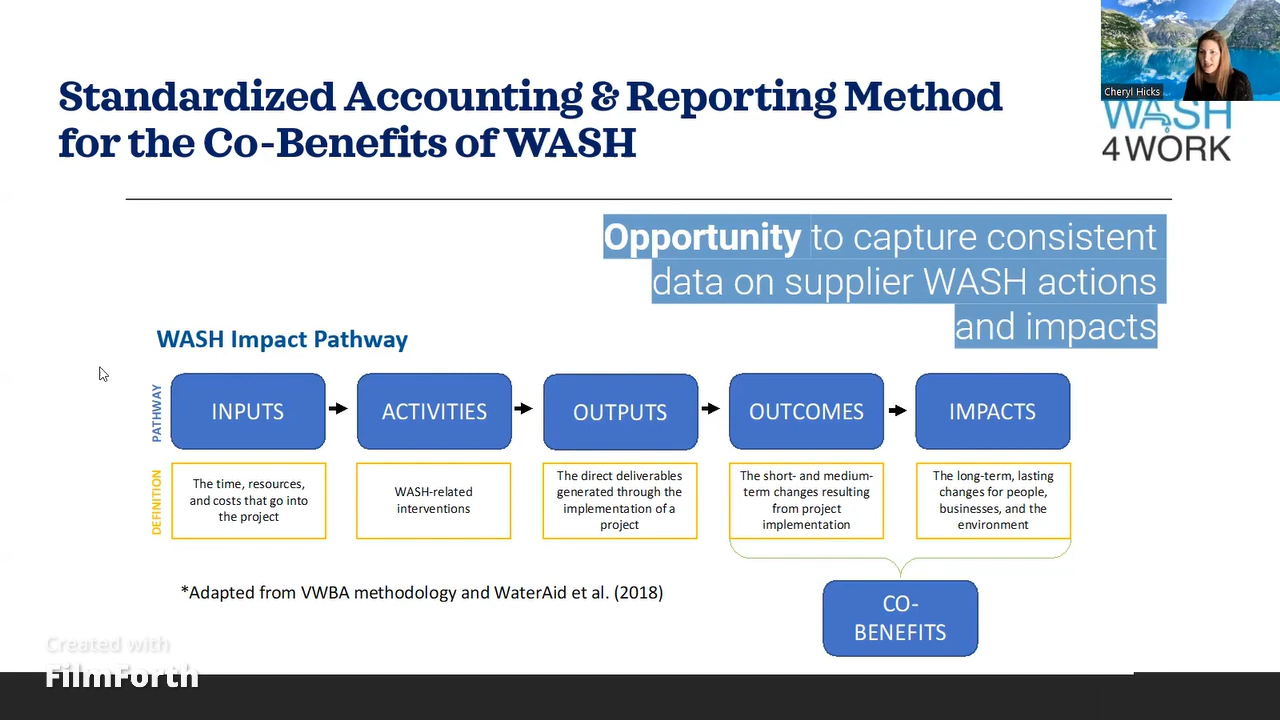 Standardized Accounting & Reporting Method
for the Co-Benefits of WASH
Cheryl Hicks
WASH
4WORK
Opportunity to capture consistent
data on supplier WASH actions
and impacts
WASH Impact Pathway
PATHWAY
INPUTS
ACTIVITIES
OUTPUTS
OUTCOMES
IMPACTS
DEFINITION
The time, resources,
and costs that go into
the project
WASH-related
interventions
The direct deliverables
generated through the
implementation of a
project
The short- and medium-
term changes resulting
from project
implementation
The long-term, lasting
changes for people,
businesses, and the
environment
CO-
BENEFITS
*Adapted from VWBA methodology and WaterAid et al. (2018)
Created with
FilmForth